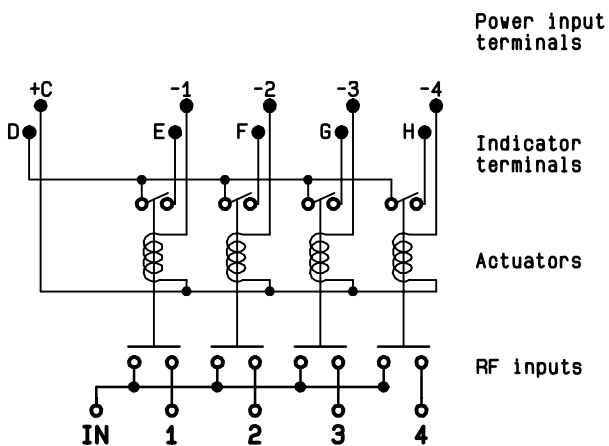 Power input
terminals
+C -1 -2 -3 -4
D E F G H
Indicator
terminals
Actuators
RF inputs
IN 1 2 3 4